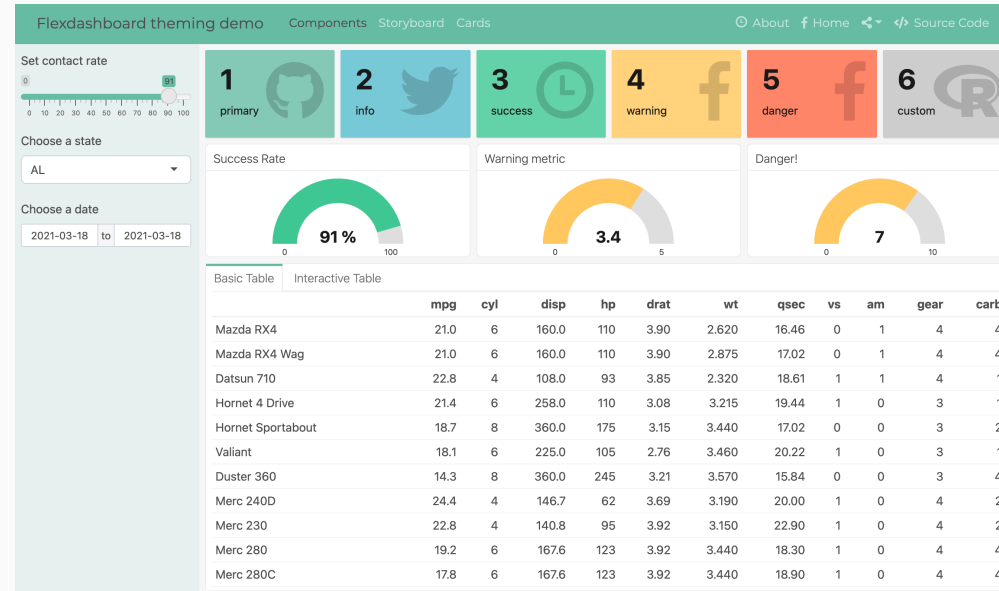 Flexdashboard theming demo Components Storyboard Cards About Home Source Code
Set contact rate
0 91
0 10 20 30 40 50 60 70 80 90 100
Choose a state
AL
Choose a date
2021-03-18 to 2021-03-18
1
primary
2
info
3
success
4
warning
5
danger
6
custom
Success Rate
91 %
0 100
Warning metric
3.4
0 5
Danger!
7
0 10
Basic Table Interactive Table
mpg cyl disp hp drat wt qsec vs am gear carb
Mazda RX4 21.0 6 160.0 110 3.90 2.620 16.46 0 1 4
Mazda RX4 Wag 21.0 6 160.0 110 3.90 2.875 17.02 0 1 4
Datsun 710 22.8 4 108.0 93 3.85 2.320 18.61 1 1 4
Hornet 4 Drive 21.4 6 258.0 110 3.08 3.215 19.44 1 0 3
Hornet Sportabout 18.7 8 360.0 175 3.15 3.440 17.02 0 0 3
Valiant 18.1 6 225.0 105 2.76 3.460 20.22 1 0 3
Duster 360 14.3 8 360.0 245 3.21 3.570 15.84 0 0 3
Merc 240D 24.4 4 146.7 62 3.69 3.190 20.00 1 0 4
Merc 230 22.8 4 140.8 95 3.92 3.150 22.90 1 0 4
Merc 280 19.2 6 167.6 123 3.92 3.440 18.30 1 0 4
Merc 280C 17.8 6 167.6 123 3.92 3.440 18.90 1 0 4